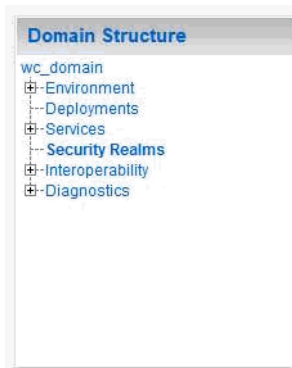 Domain Structure
wc_domain
Environment
Deployments
Services
Security Realms
Interoperability
Diagnostics